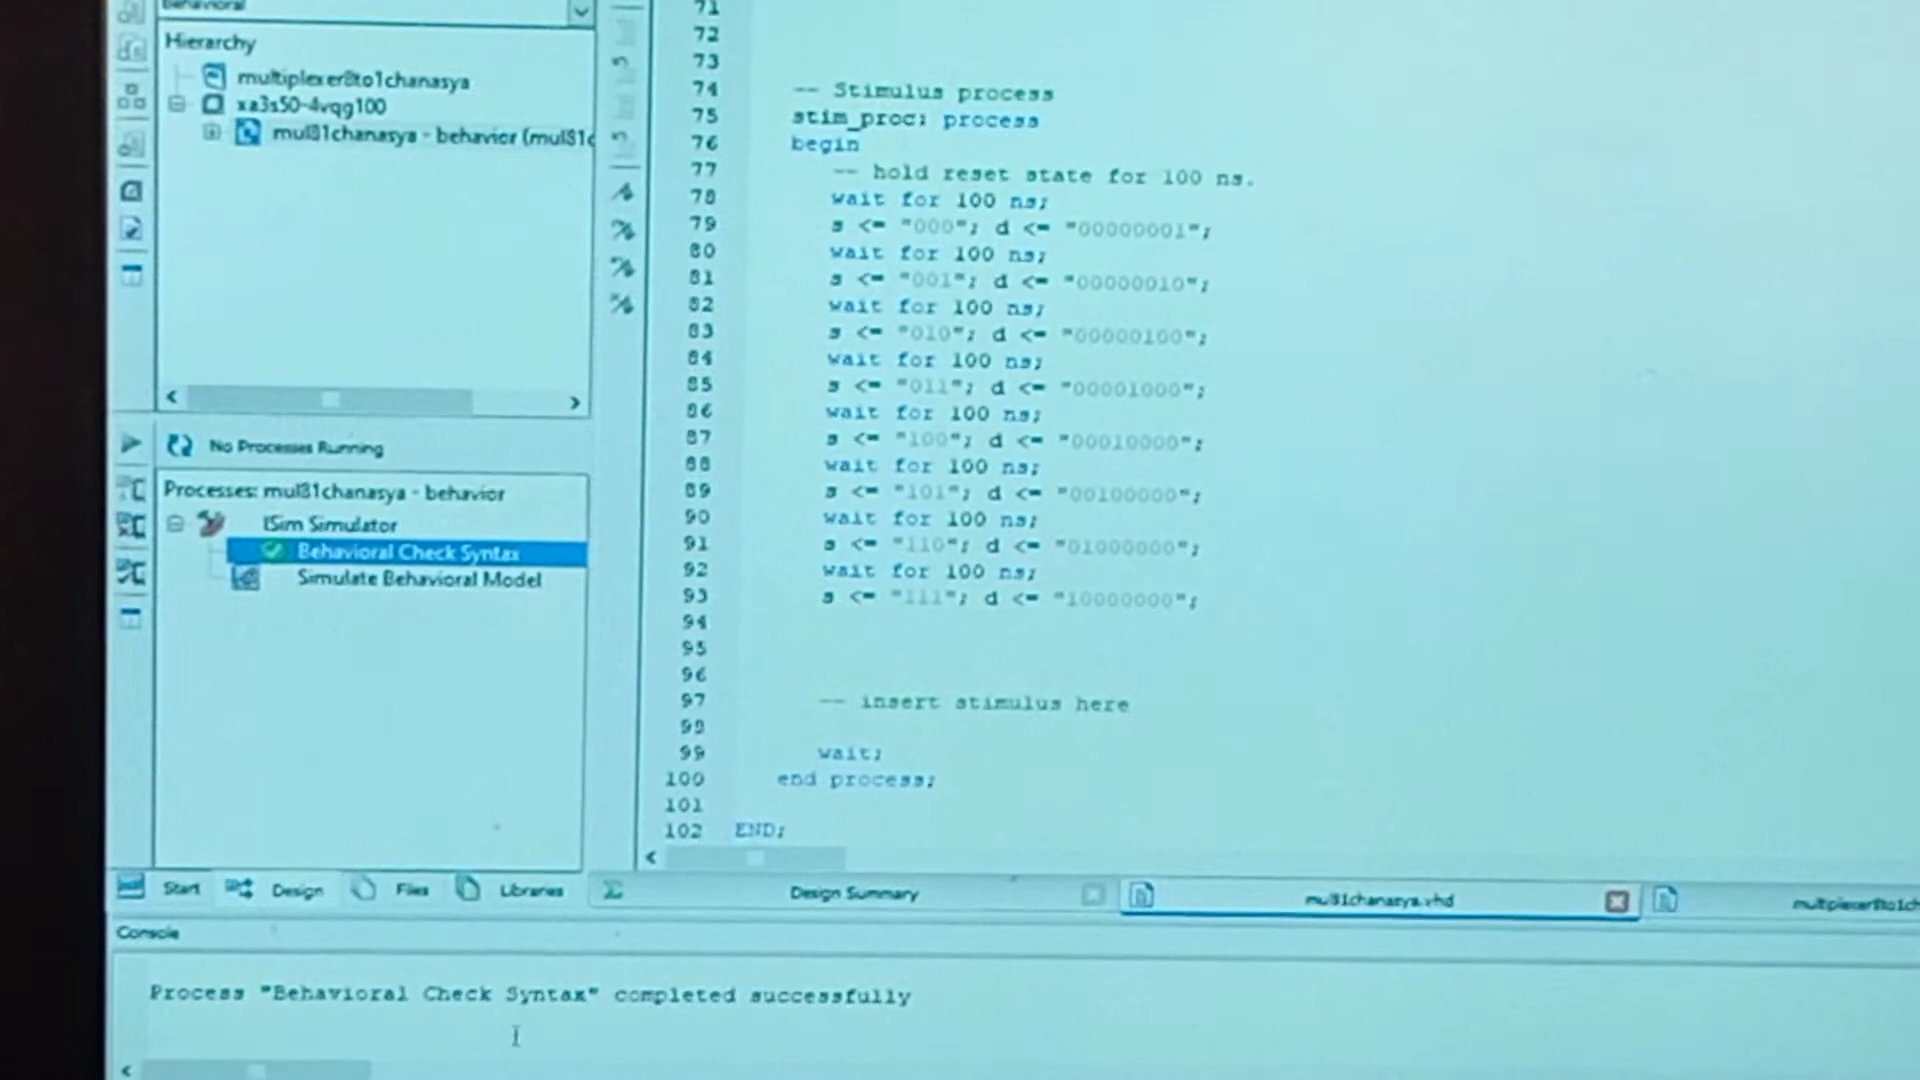 Behavioral
Hierarchy
multiplexer8to1chanasya
xa3s50-4vqg100
mul81chanasya - behavior (mul81c
No Processes Running
Processes: mul81chanasya - behavior
ISim Simulator
Behavioral Check Syntax
Simulate Behavioral Model
71
72
73
74 -- Stimulus process
75 stim_proc: process
76 begin
77 -- hold reset state for 100 ns.
78 wait for 100 ns;
79 s <= "000"; d <= "00000001";
80 wait for 100 ns;
81 s <= "001"; d <= "00000010";
82 wait for 100 ns;
83 s <= "010"; d <= "00000100";
84 wait for 100 ns;
85 s <= "011"; d <= "00001000";
86 wait for 100 ns;
87 s <= "100"; d <= "00010000";
88 wait for 100 ns;
89 s <= "101"; d <= "00100000";
90 wait for 100 ns;
91 s <= "110"; d <= "01000000";
92 wait for 100 ns;
93 s <= "111"; d <= "10000000";
94
95
96
97 -- insert stimulus here
98
99 wait;
100 end process;
101
102 END;
Start Design Files Libraries
Design Summary mul81chanasya.vhd multiplexer8to1ch
Console
Process "Behavioral Check Syntax" completed successfully